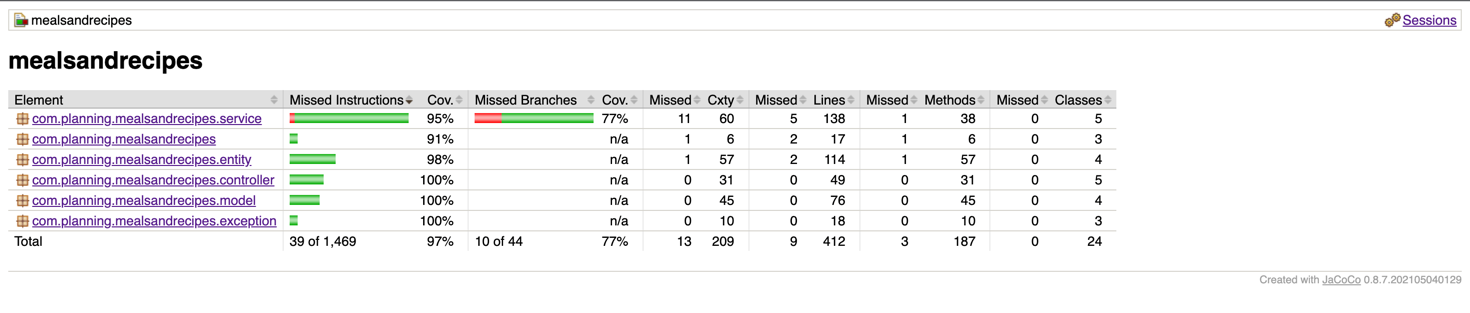 mealsandrecipes Sessions
mealsandrecipes
Element Missed Instructions Cov. Missed Branches Cov. Missed Cxty Missed Lines Missed Methods Missed Classes
com.planning.mealsandrecipes.service 95% 77% 11 60 5 138 1 38 0 5
com.planning.mealsandrecipes 91% n/a 1 6 2 17 1 6 0 3
com.planning.mealsandrecipes.entity 98% n/a 1 57 2 114 1 57 0 4
com.planning.mealsandrecipes.controller 100% n/a 0 31 0 49 0 31 0 5
com.planning.mealsandrecipes.model 100% n/a 0 45 0 76 0 45 0 4
com.planning.mealsandrecipes.exception 100% n/a 0 10 0 18 0 10 0 3
Total 39 of 1,469 97% 10 of 44 77% 13 209 9 412 3 187 0 24
Created with JaCoCo 0.8.7.202105040129